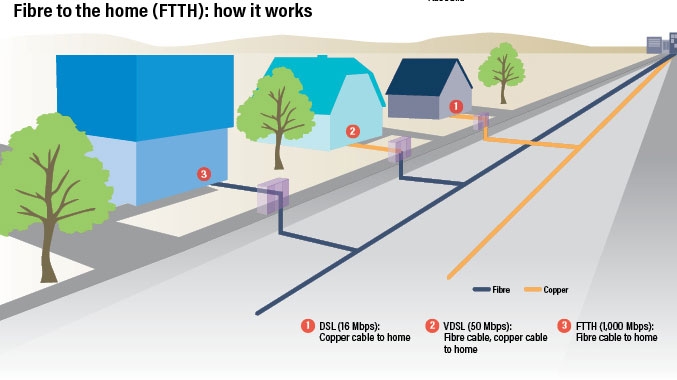 Fibre to the home (FTTH): how it works
1
2
3
Fibre
Copper
1 DSL (16 Mbps):
Copper cable to home
2 VDSL (50 Mbps):
Fibre cable, copper cable
to home
3 FTTH (1,000 Mbps):
Fibre cable to home